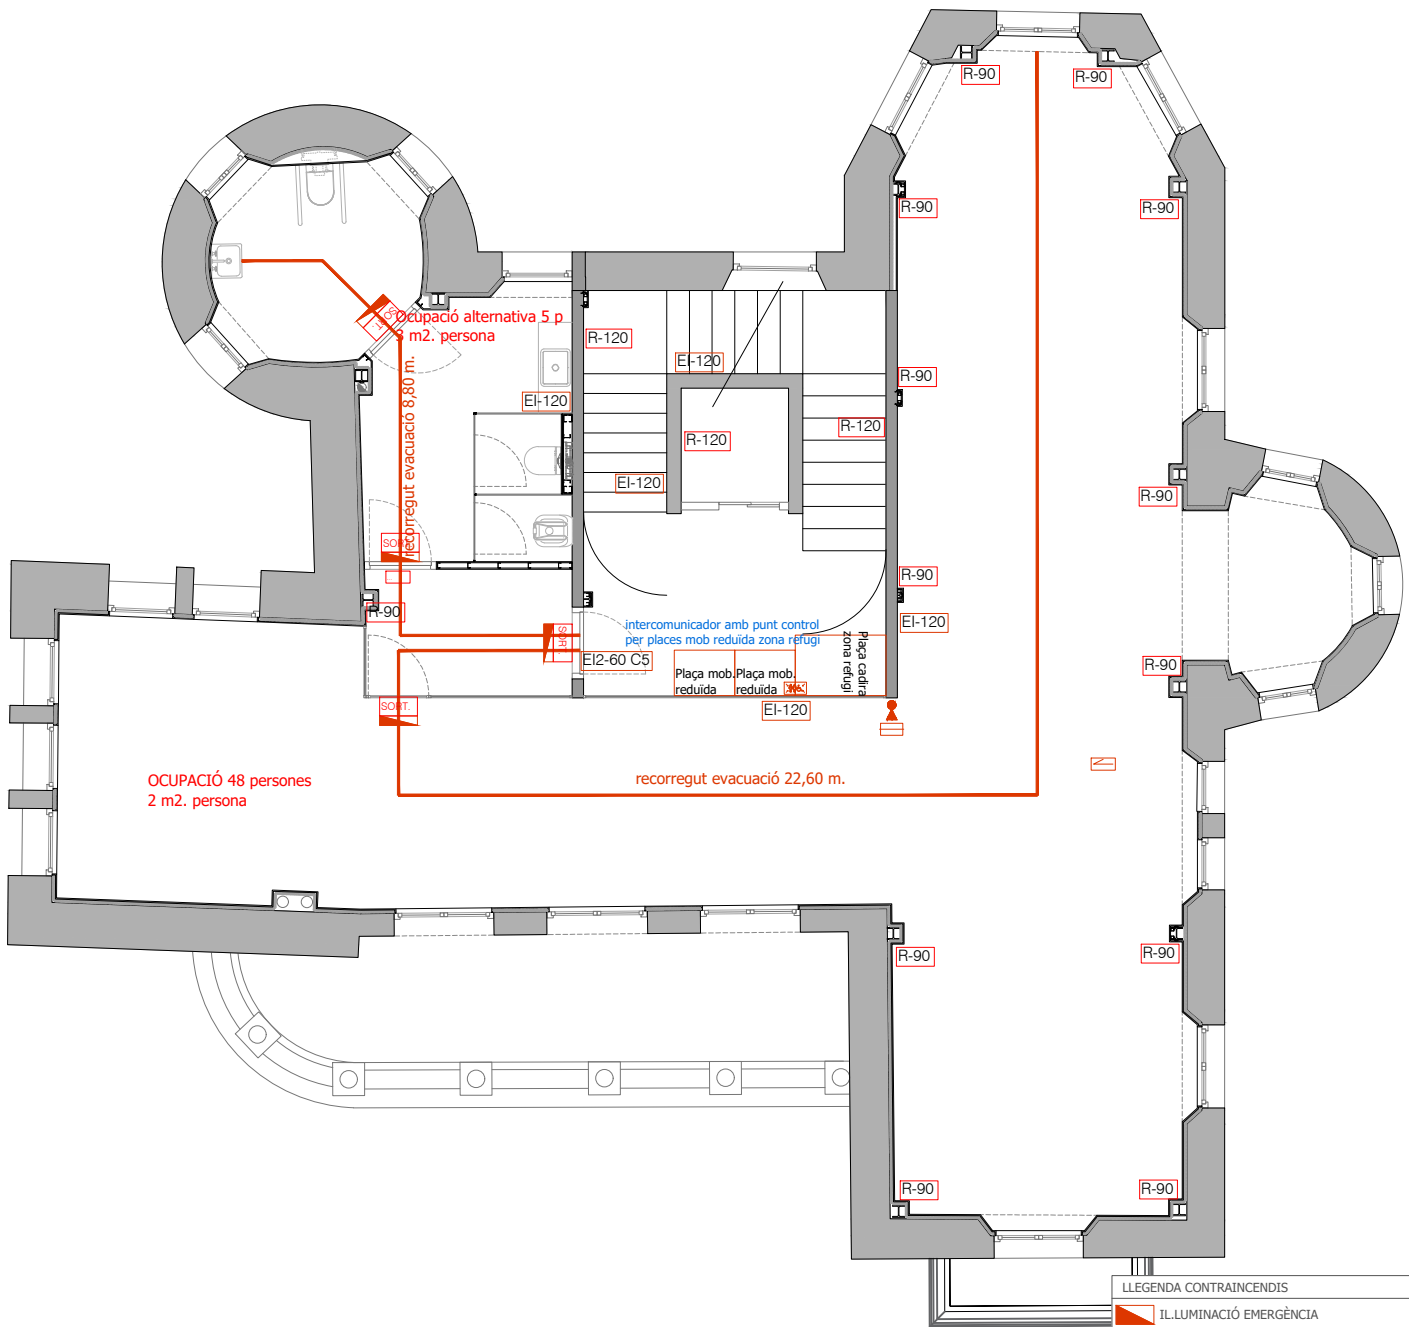 R-90
R-90
R-90
R-90
SORT.
Ocupació alternativa 5 p
3 m2. persona
R-120
EI-120
R-90
recorregut evacuació 8,80 m.
EI-120
R-120
R-120
EI-120
R-90
SORT.
R-90
R-90
EI-120
SORT.
intercomunicador amb punt control
per places mob reduïda zona refugi
EI2-60 C5
Plaça mob.
reduïda
Plaça mob.
reduïda
Plaça cadira
zona refugi
R-90
SORT.
EI-120
OCUPACIÓ 48 persones
2 m2. persona
recorregut evacuació 22,60 m.
R-90
R-90
R-90
R-90
LLEGENDA CONTRAINCENDIS
IL.LUMINACIÓ EMERGÈNCIA